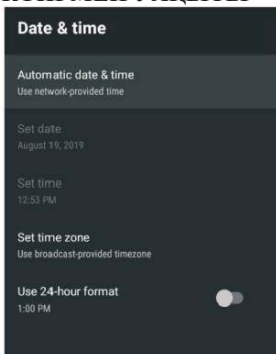 Date & time
Automatic date & time
Use network-provided time
Set date
August 19, 2019
Set time
12:53 PM
Set time zone
Use broadcast-provided timezone
Use 24-hour format
1:00 PM